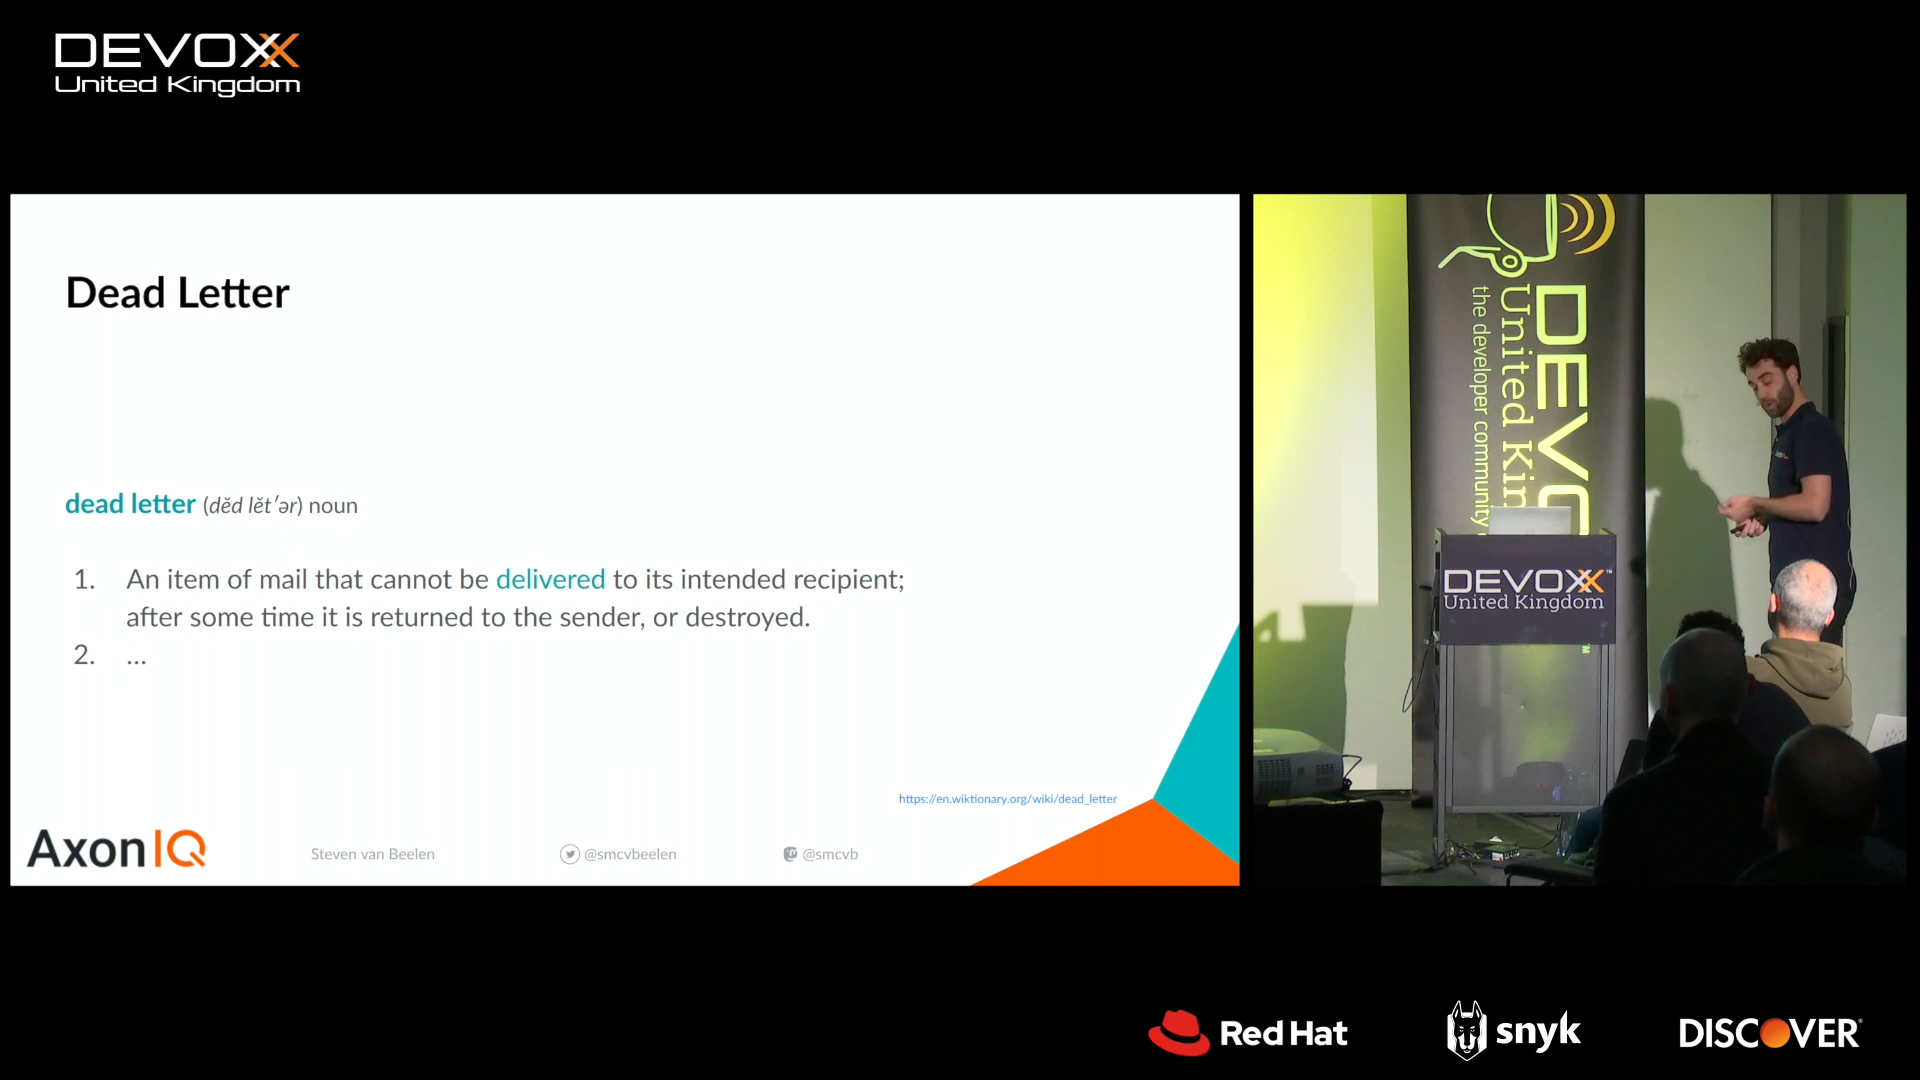 DEVOXX
United Kingdom
Dead Letter
dead letter (dĕd lĕt′ər) noun
1. An item of mail that cannot be delivered to its intended recipient;
after some time it is returned to the sender, or destroyed.
2. ...
https://en.wiktionary.org/wiki/dead_letter
AxonIQ
Steven van Beelen
@smcvbeelen
@smcvb
DEVO
United Kin
the developer community
DEVOXX™
United Kingdom
Red Hat
snyk
DISCOVER